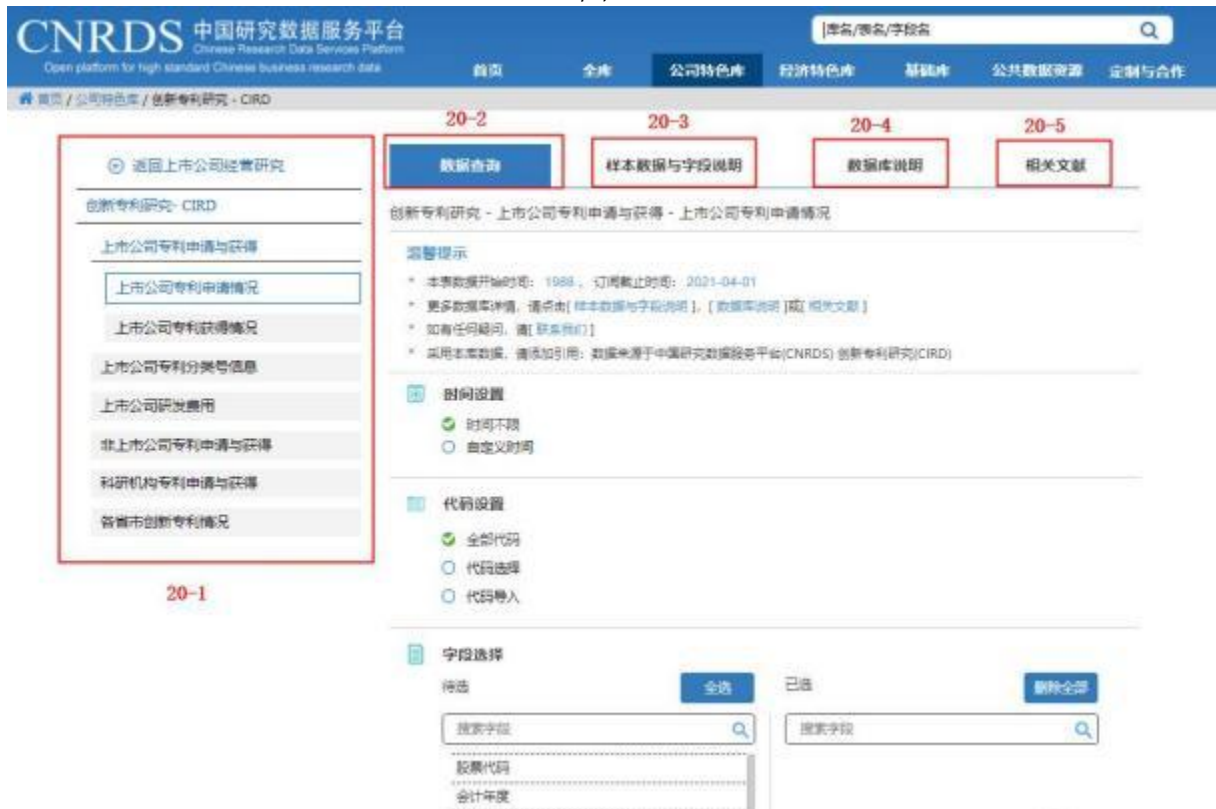 CNRDS 中国研究数据服务平台
Chinese Research Data Services Platform
Open platform for high standard Chinese business research data
库名/表名/字段名
首页 全库 公司特色库 经济特色库 基础库 公共数据资源 定制与合作
首页 / 公司特色库 / 创新专利研究 - CIRD
20-2 20-3 20-4 20-5
返回上市公司经营研究
数据查询 样本数据与字段说明 数据库说明 相关文献
创新专利研究- CIRD
创新专利研究 - 上市公司专利申请与获得 - 上市公司专利申请情况
上市公司专利申请与获得
上市公司专利申请情况
上市公司专利获得情况
上市公司专利分类号信息
上市公司研发费用
非上市公司专利申请与获得
科研机构专利申请与获得
各省市创新专利情况
20-1
温馨提示
* 本表数据开始时间: 1988 , 订阅截止时间: 2021-04-01
* 更多数据库详情, 请点击[ 样本数据与字段说明 ], [ 数据库说明 ]或[ 相关文献 ]
* 如有任何疑问, 请[ 联系我们 ]
* 采用本库数据, 请添加引用: 数据来源于中国研究数据服务平台(CNRDS) 创新专利研究(CIRD)
时间设置
时间不限
自定义时间
代码设置
全部代码
代码选择
代码导入
字段选择
待选 全选 已选 删除全部
搜索字段 搜索字段
股票代码
会计年度